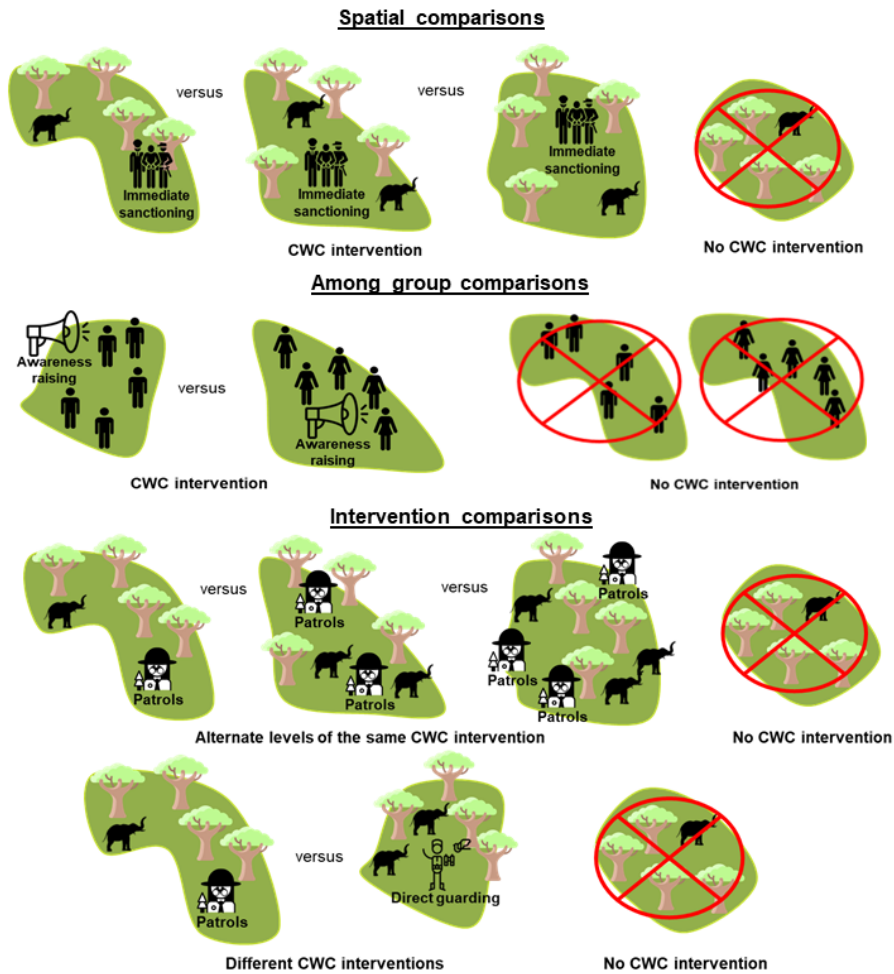 Spatial comparisons
versus
versus
Immediate
sanctioning
Immediate
sanctioning
Immediate
sanctioning
CWC intervention
No CWC intervention
Among group comparisons
Awareness
raising
versus
Awareness
raising
CWC intervention
No CWC intervention
Intervention comparisons
versus
versus
Patrols
Patrols
Patrols
Patrols
Patrols
Patrols
Alternate levels of the same CWC intervention
No CWC intervention
versus
Patrols
Direct guarding
Different CWC interventions
No CWC intervention